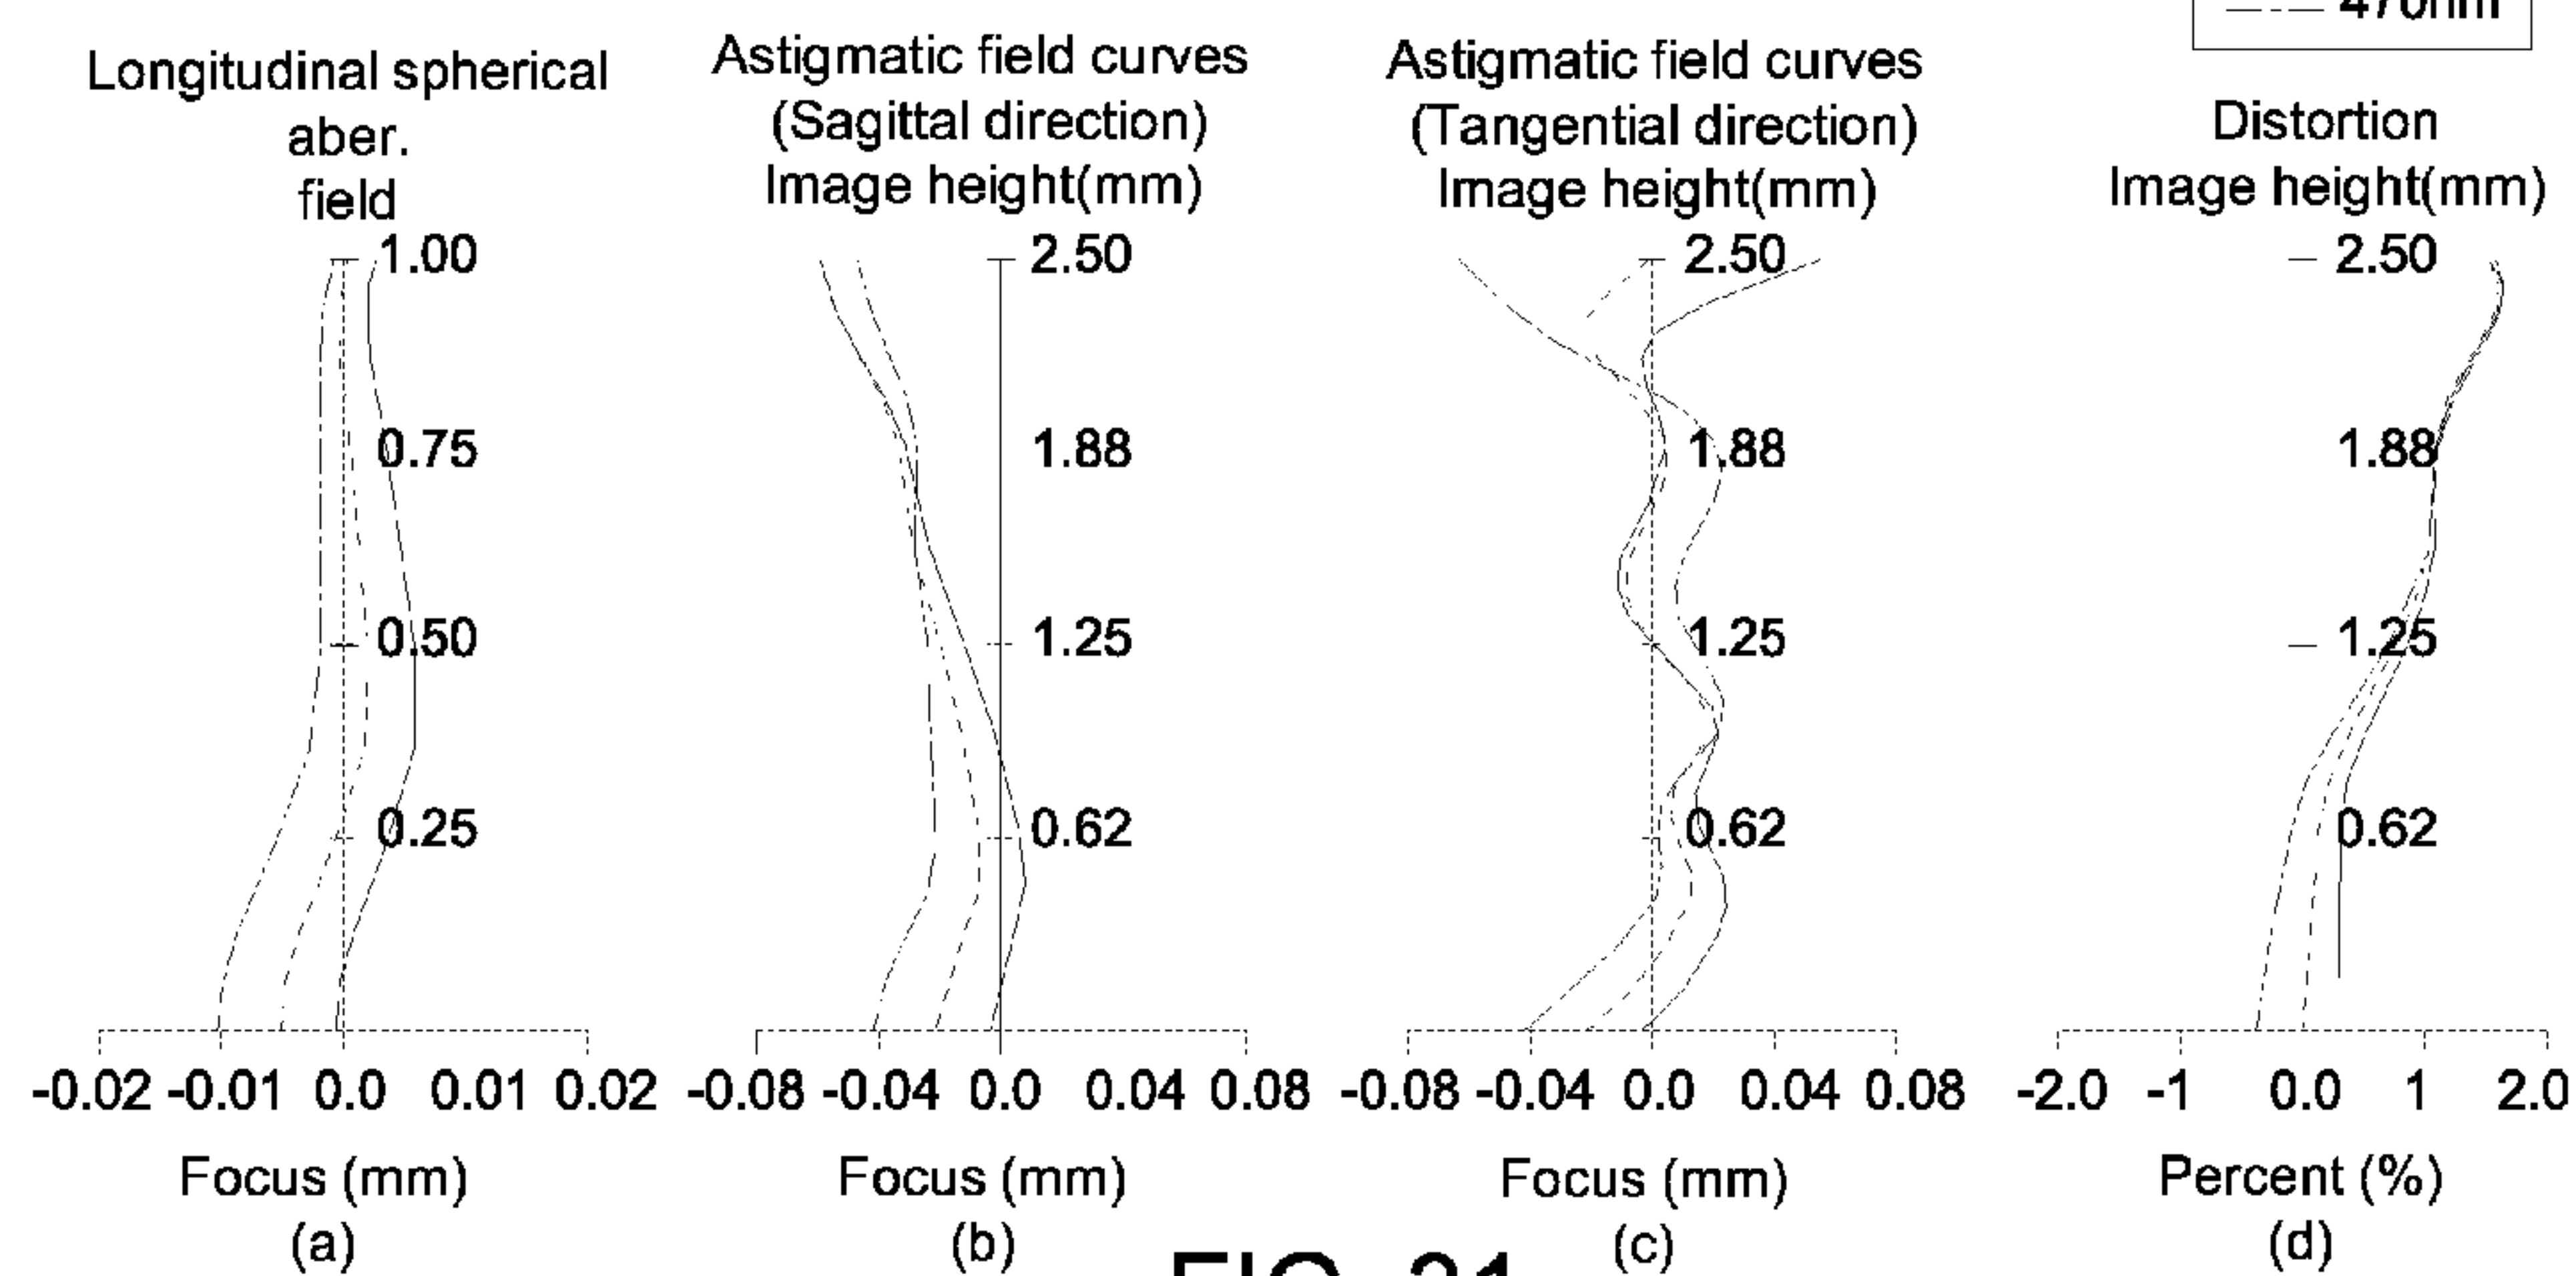 470nm
Longitudinal spherical
aber.
field
1.00
0.75
0.50
0.25
-0.02 -0.01 0.0 0.01 0.02
Focus (mm)
(a)
Astigmatic field curves
(Sagittal direction)
Image height(mm)
2.50
1.88
1.25
0.62
-0.08 -0.04 0.0 0.04 0.08
Focus (mm)
(b)
Astigmatic field curves
(Tangential direction)
Image height(mm)
2.50
1.88
1.25
0.62
-0.08 -0.04 0.0 0.04 0.08
Focus (mm)
(c)
Distortion
Image height(mm)
2.50
1.88
1.25
0.62
-2.0 -1 0.0 1 2.0
Percent (%)
(d)
FIG. 31